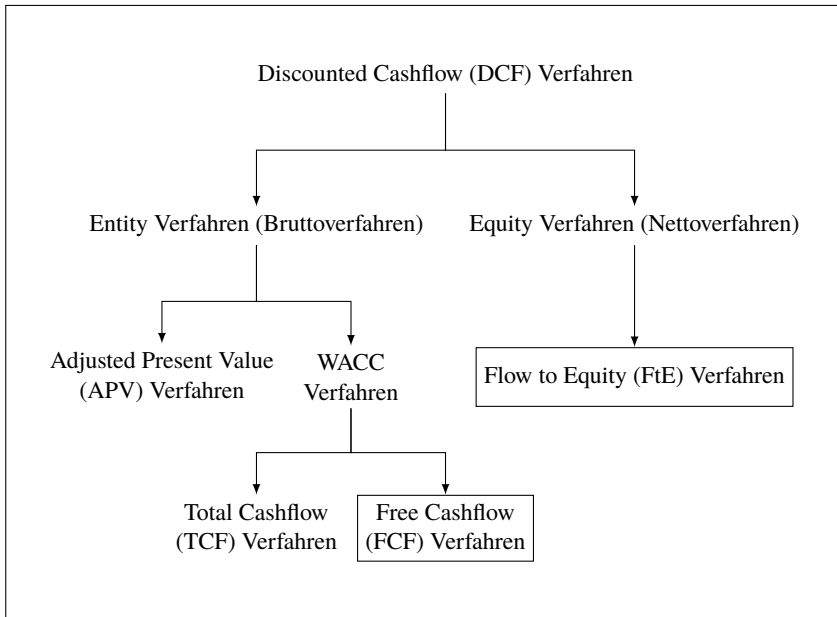 Discounted Cashflow (DCF) Verfahren
Entity Verfahren (Bruttoverfahren)
Equity Verfahren (Nettoverfahren)
Adjusted Present Value
(APV) Verfahren
WACC
Verfahren
Flow to Equity (FtE) Verfahren
Total Cashflow
(TCF) Verfahren
Free Cashflow
(FCF) Verfahren